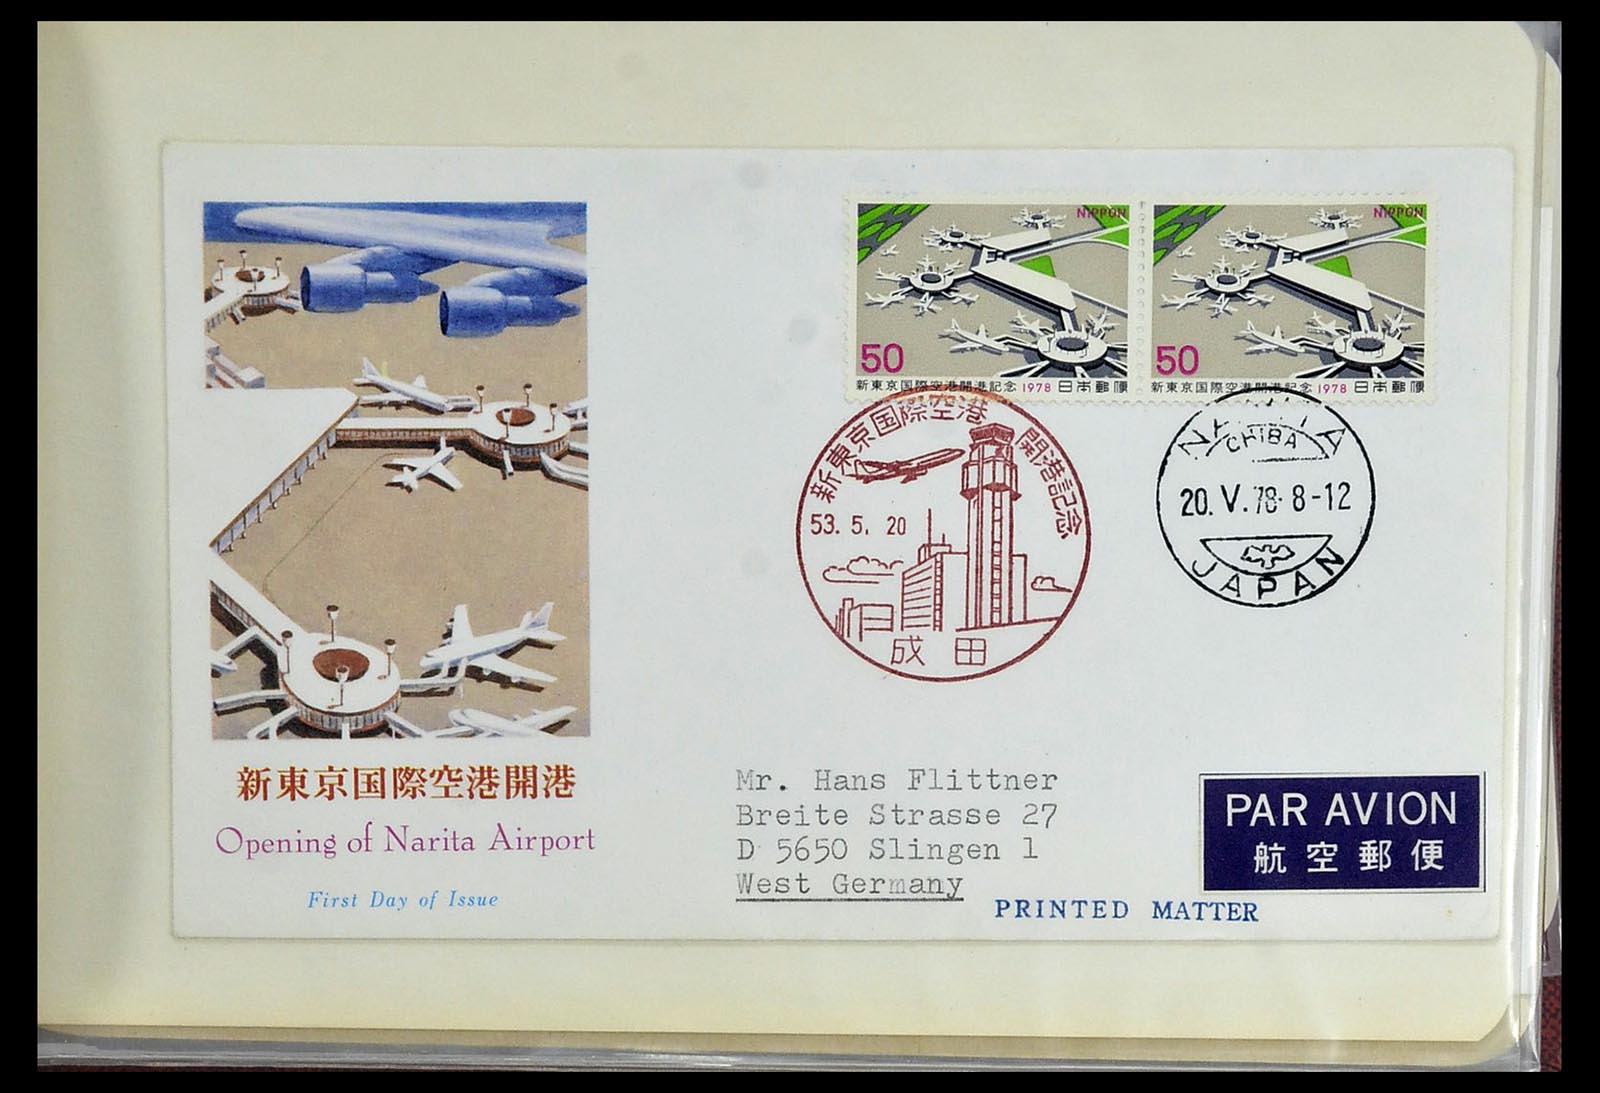 NIPPON
50
新東京国際空港開港記念 1978 日本郵便
NIPPON
50
新東京国際空港開港記念 1978 日本郵便
新東京国際空港 開港記念
53. 5. 20
成田
CHIBA
20. V. 78. 8-12
JAPAN
新東京国際空港開港
Opening of Narita Airport
First Day of Issue
Mr. Hans Flittner
Breite Strasse 27
D 5650 Slingen 1
West Germany
PAR AVION
航空郵便
PRINTED MATTER